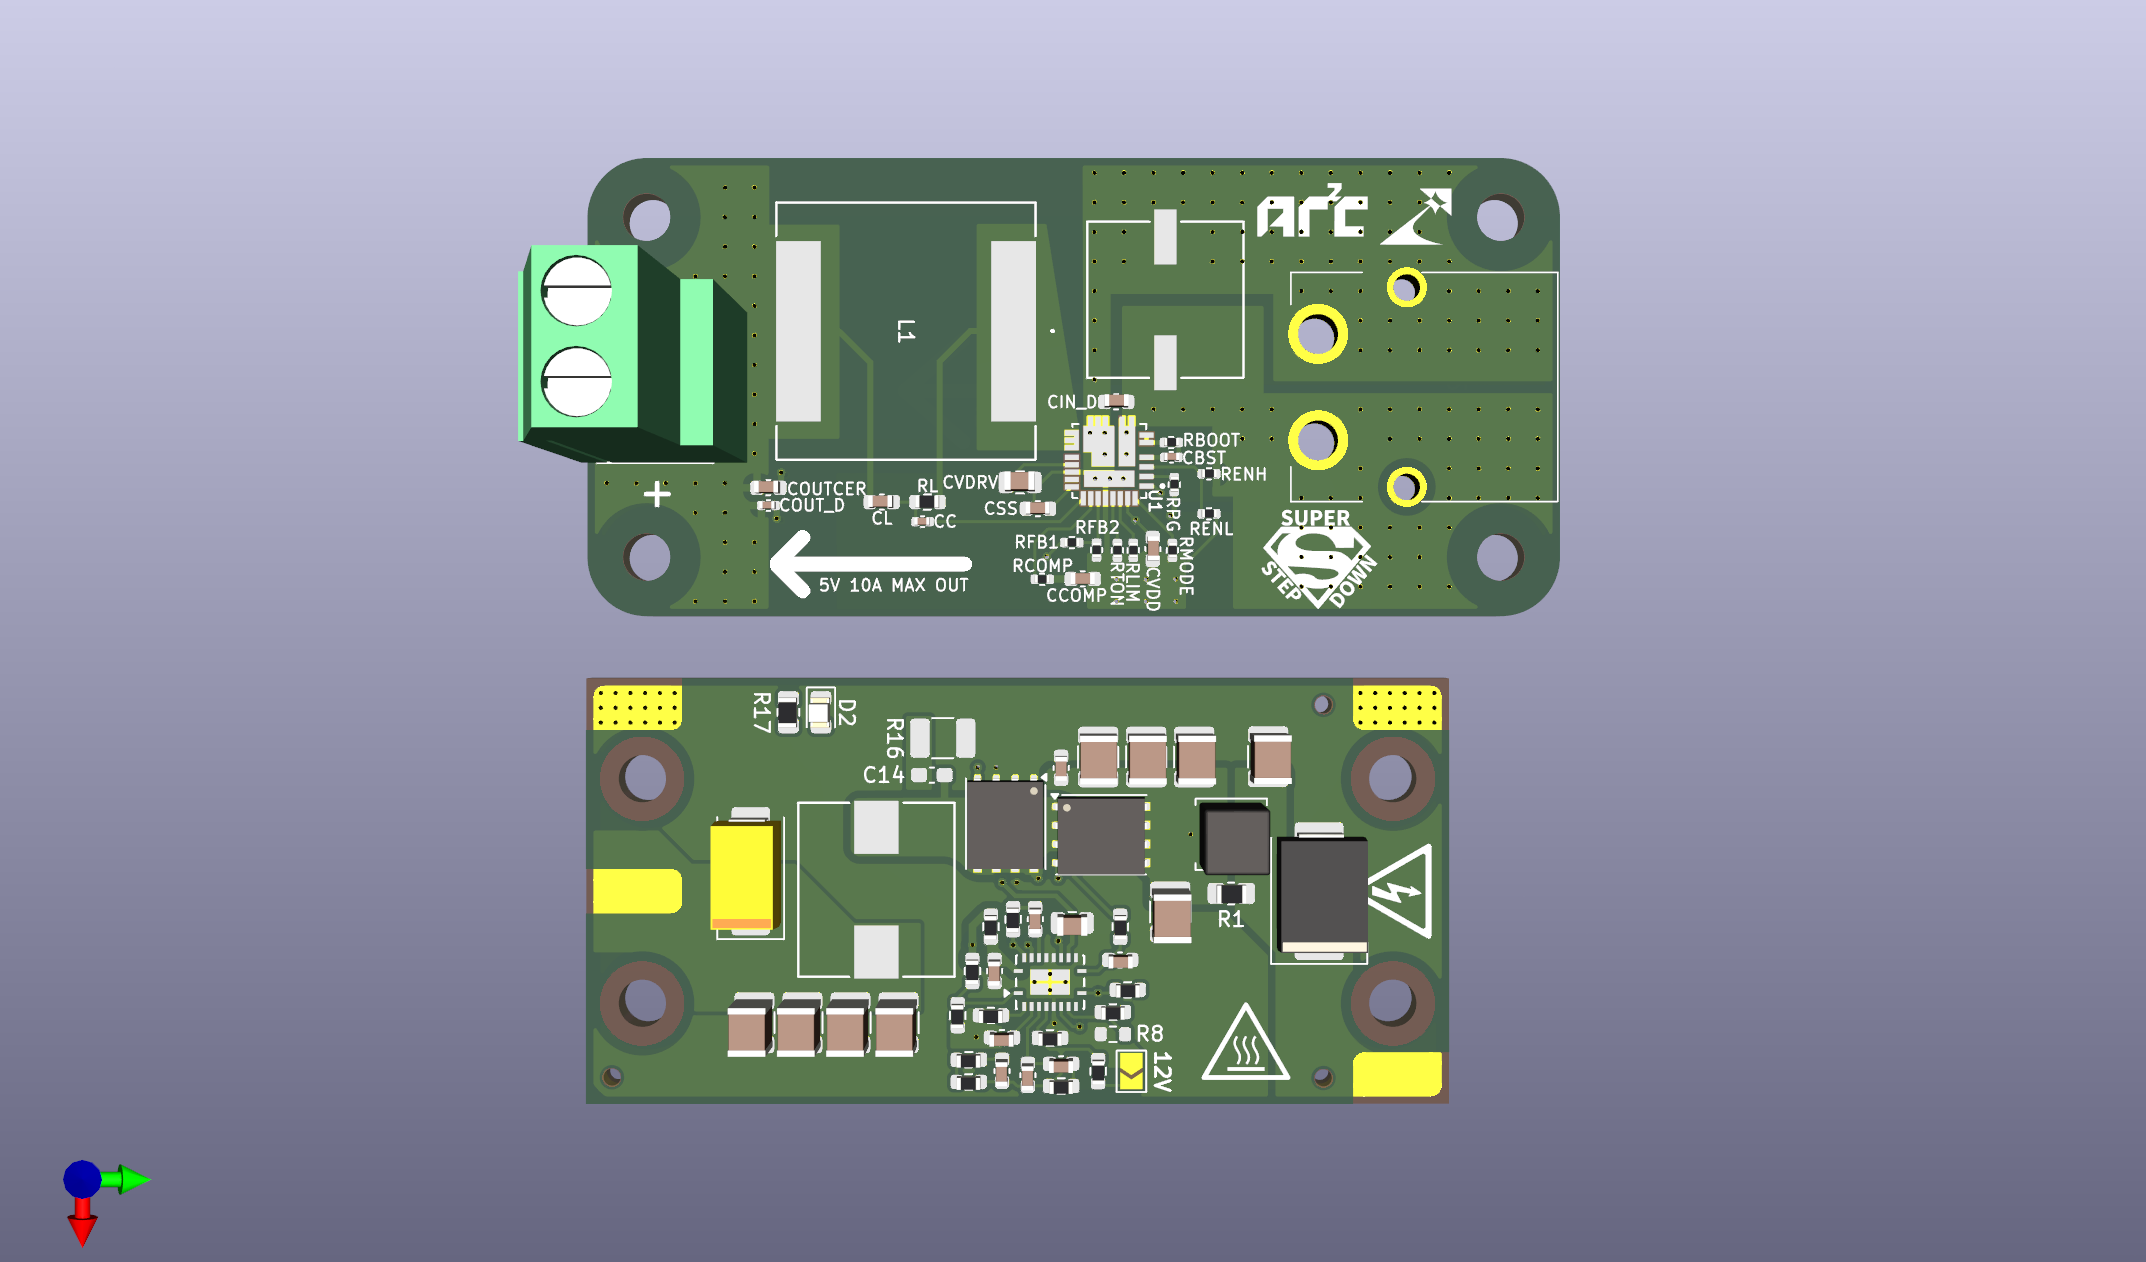 ARC
2
L1
CIN_D
RBOOT
CBST
RENH
U1
RPG
RENL
COUTCER
COUT_D
+
RL
CVDRV
CL
CC
CSS
RFB2
RFB1
RCOMP
CCOMP
RTON
RLIM
CVDD
RMODE
5V 10A MAX OUT
SUPER
S
STEP DOWN
R17
D2
R16
C14
R1
R8
12V